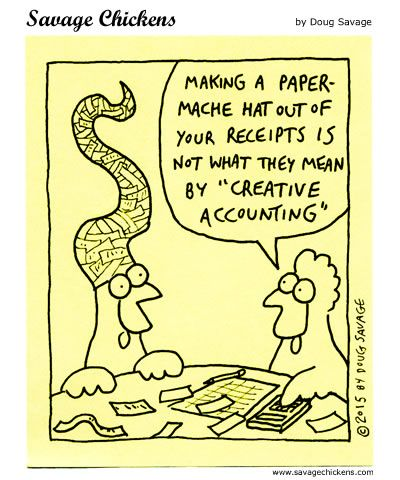 Savage Chickens
by Doug Savage
MAKING A PAPER-
MACHE HAT OUT OF
YOUR RECEIPTS IS
NOT WHAT THEY MEAN
BY "CREATIVE
ACCOUNTING"
© 2015 BY DOUG SAVAGE
www.savagechickens.com